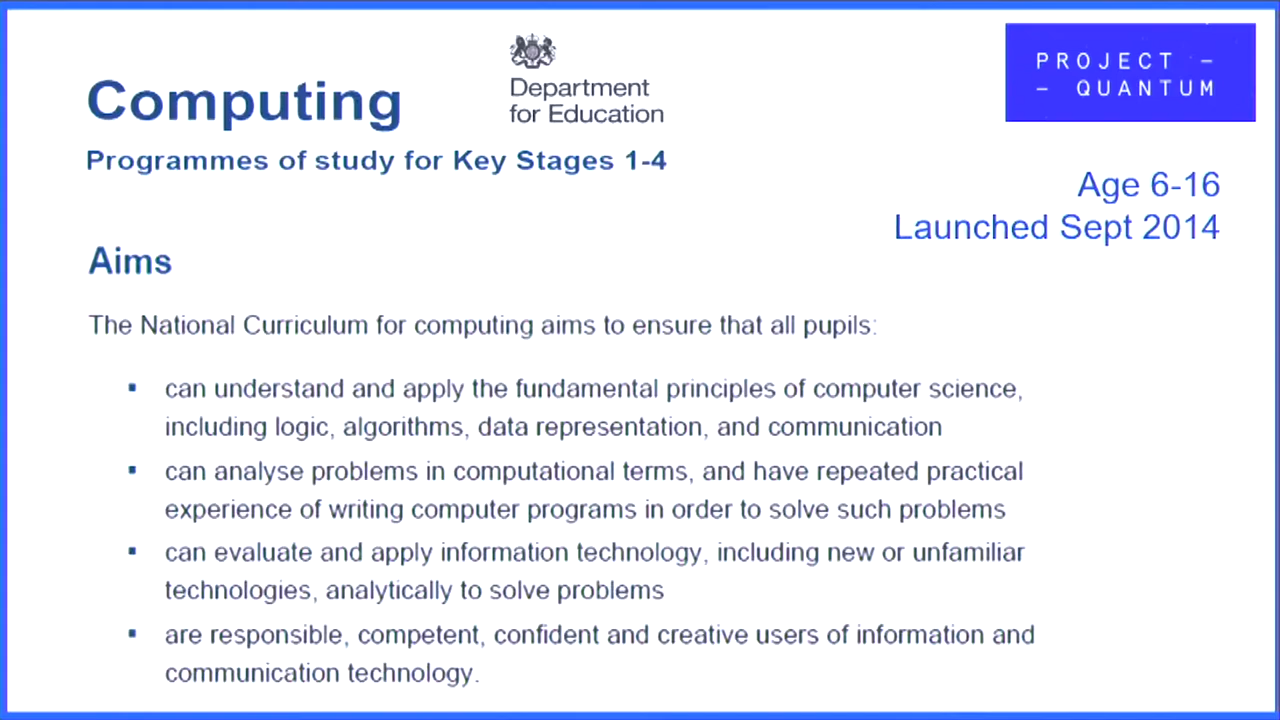 Computing
Department
for Education
PROJECT –
– QUANTUM
Programmes of study for Key Stages 1-4
Age 6-16
Launched Sept 2014
Aims
The National Curriculum for computing aims to ensure that all pupils:
▪ can understand and apply the fundamental principles of computer science,
including logic, algorithms, data representation, and communication
▪ can analyse problems in computational terms, and have repeated practical
experience of writing computer programs in order to solve such problems
▪ can evaluate and apply information technology, including new or unfamiliar
technologies, analytically to solve problems
▪ are responsible, competent, confident and creative users of information and
communication technology.